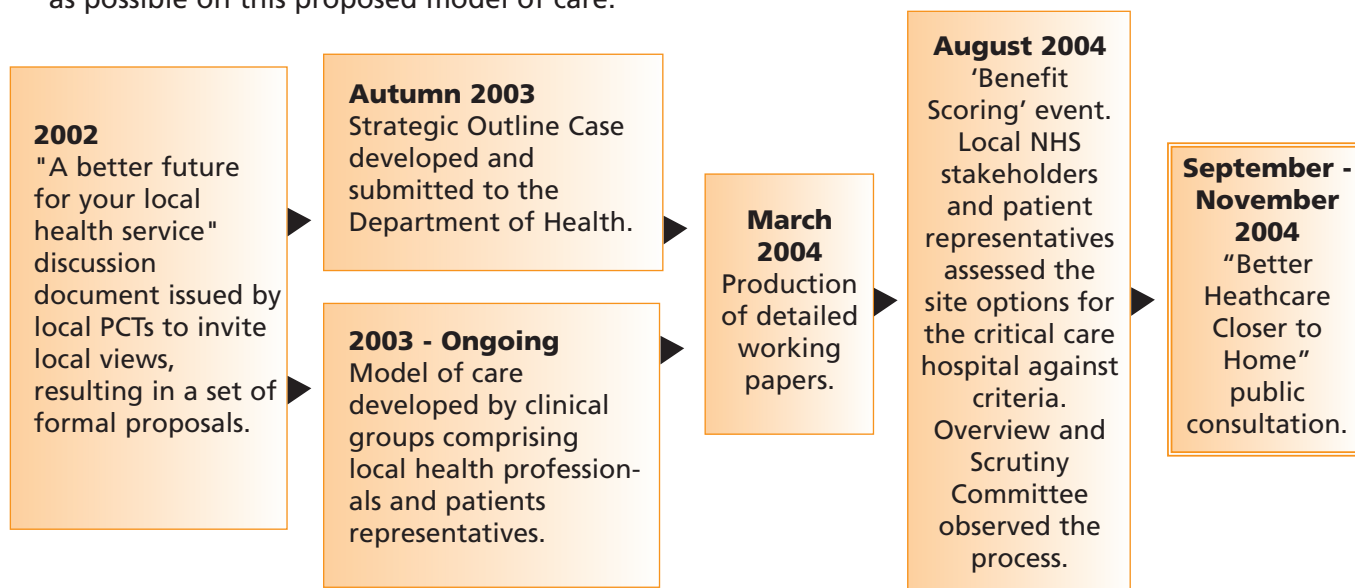 as possible on this proposed model of care.
2002
"A better future
for your local
health service"
discussion
document issued by
local PCTs to invite
local views,
resulting in a set of
formal proposals.
Autumn 2003
Strategic Outline Case
developed and
submitted to the
Department of Health.
2003 - Ongoing
Model of care
developed by clinical
groups comprising
local health profession-
als and patients
representatives.
March
2004
Production
of detailed
working
papers.
August 2004
‘Benefit
Scoring’ event.
Local NHS
stakeholders
and patient
representatives
assessed the
site options for
the critical care
hospital against
criteria.
Overview and
Scrutiny
Committee
observed the
process.
September -
November
2004
“Better
Heathcare
Closer to
Home”
public
consultation.